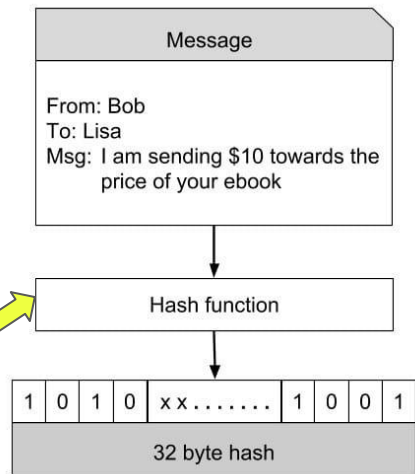 Message
From: Bob
To: Lisa
Msg: I am sending $10 towards the
price of your ebook
Hash function
1 0 1 0 x x . . . . . . . 1 0 0 1
32 byte hash